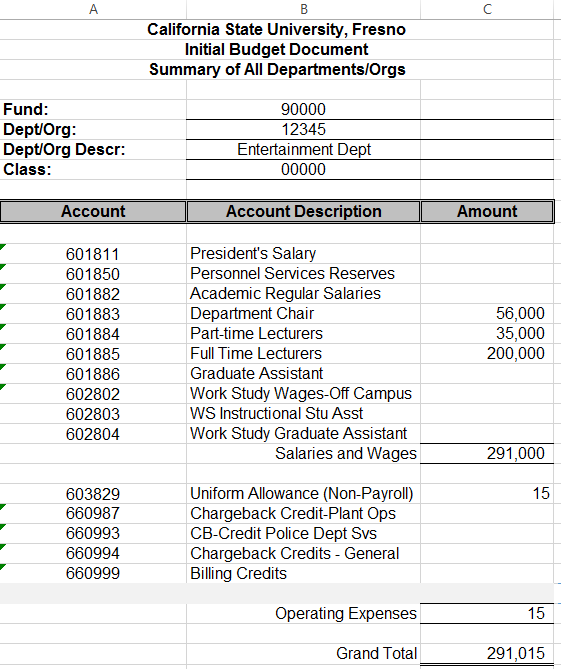 A B C
California State University, Fresno
Initial Budget Document
Summary of All Departments/Orgs
Fund: 90000
Dept/Org: 12345
Dept/Org Descr: Entertainment Dept
Class: 00000
Account Account Description Amount
601811 President's Salary
601850 Personnel Services Reserves
601882 Academic Regular Salaries
601883 Department Chair 56,000
601884 Part-time Lecturers 35,000
601885 Full Time Lecturers 200,000
601886 Graduate Assistant
602802 Work Study Wages-Off Campus
602803 WS Instructional Stu Asst
602804 Work Study Graduate Assistant
Salaries and Wages 291,000
603829 Uniform Allowance (Non-Payroll) 15
660987 Chargeback Credit-Plant Ops
660993 CB-Credit Police Dept Svs
660994 Chargeback Credits - General
660999 Billing Credits
Operating Expenses 15
Grand Total 291,015